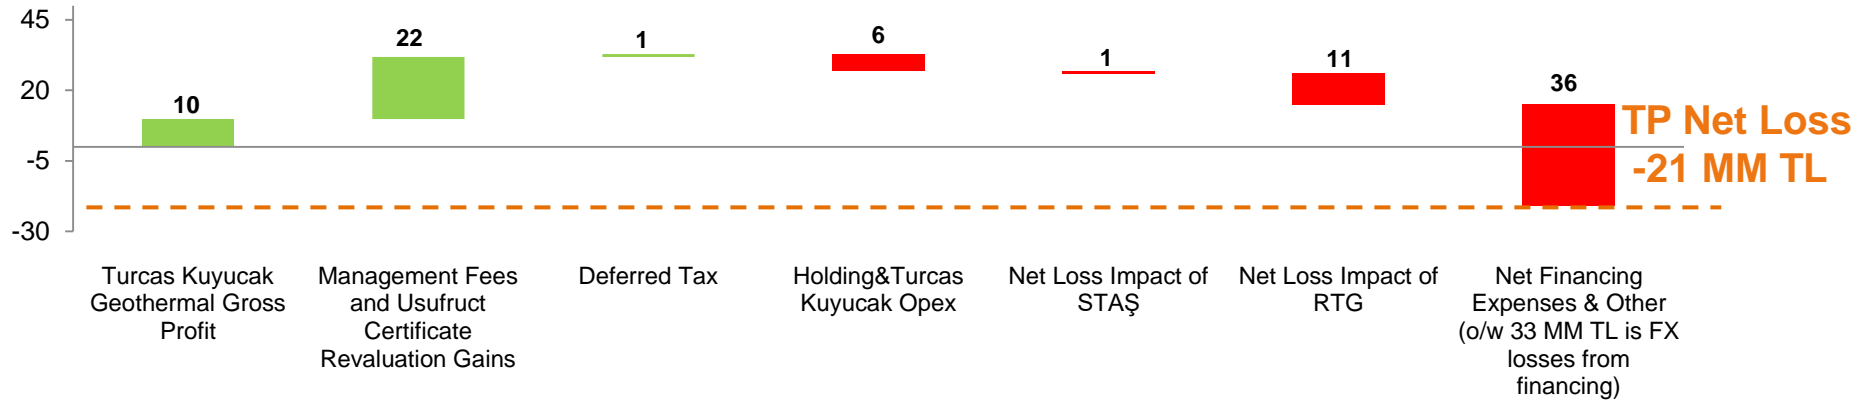 45
20
-5
-30
10
22
1
6
1
11
36
TP Net Loss
-21 MM TL
Turcas Kuyucak
Geothermal Gross
Profit
Management Fees
and Usufruct
Certificate
Revaluation Gains
Deferred Tax
Holding&Turcas
Kuyucak Opex
Net Loss Impact of
STAŞ
Net Loss Impact of
RTG
Net Financing
Expenses & Other
(o/w 33 MM TL is FX
losses from
financing)